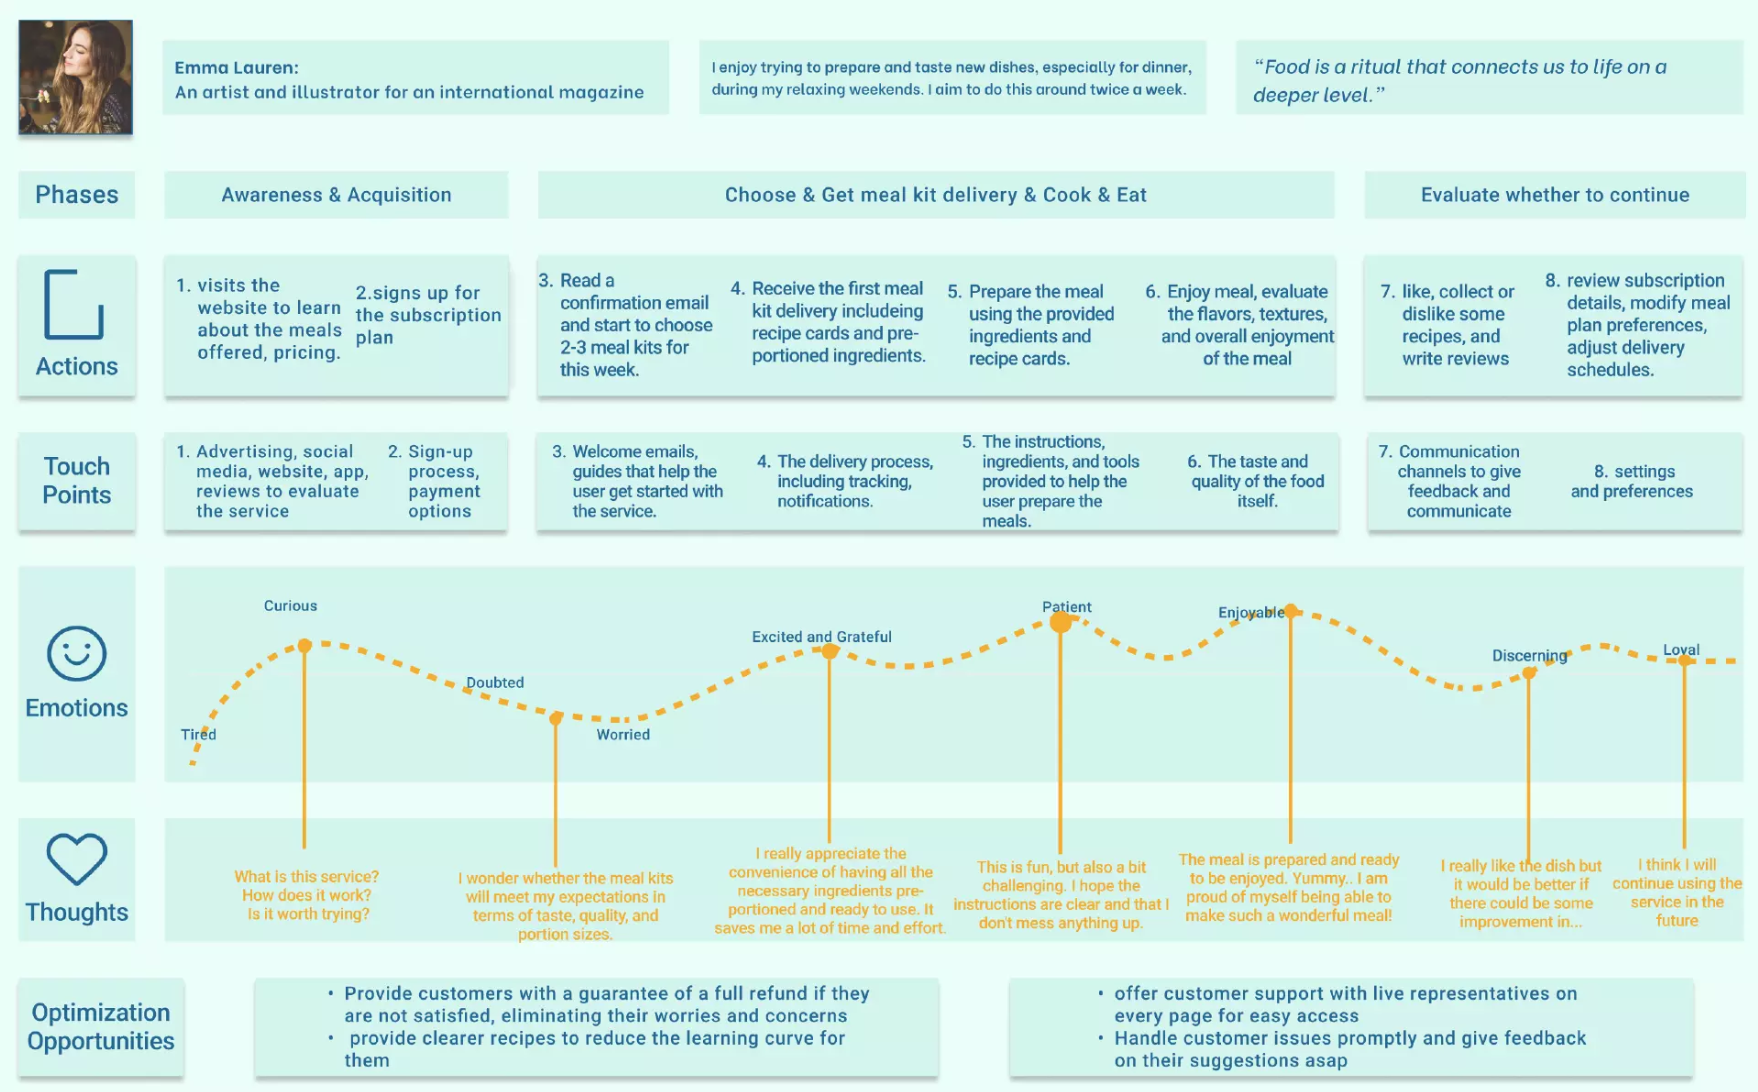 Emma Lauren:
An artist and illustrator for an international magazine
I enjoy trying to prepare and taste new dishes, especially for dinner,
during my relaxing weekends. I aim to do this around twice a week.
“Food is a ritual that connects us to life on a
deeper level.”
Phases
Awareness & Acquisition
Choose & Get meal kit delivery & Cook & Eat
Evaluate whether to continue
Actions
1. visits the
website to learn
about the meals
offered, pricing.
2.signs up for
the subscription
plan
3. Read a
confirmation email
and start to choose
2-3 meal kits for
this week.
4. Receive the first meal
kit delivery includeing
recipe cards and pre-
portioned ingredients.
5. Prepare the meal
using the provided
ingredients and
recipe cards.
6. Enjoy meal, evaluate
the flavors, textures,
and overall enjoyment
of the meal
7. like, collect or
dislike some
recipes, and
write reviews
8. review subscription
details, modify meal
plan preferences,
adjust delivery
schedules.
Touch
Points
1. Advertising, social
media, website, app,
reviews to evaluate
the service
2. Sign-up
process,
payment
options
3. Welcome emails,
guides that help the
user get started with
the service.
4. The delivery process,
including tracking,
notifications.
5. The instructions,
ingredients, and tools
provided to help the
user prepare the
meals.
6. The taste and
quality of the food
itself.
7. Communication
channels to give
feedback and
communicate
8. settings
and preferences
Emotions
Tired
Curious
Doubted
Worried
Excited and Grateful
Patient
Enjoyable
Discerning
Loyal
Thoughts
What is this service?
How does it work?
Is it worth trying?
I wonder whether the meal kits
will meet my expectations in
terms of taste, quality, and
portion sizes.
I really appreciate the
convenience of having all the
necessary ingredients pre-
portioned and ready to use. It
saves me a lot of time and effort.
This is fun, but also a bit
challenging. I hope the
instructions are clear and that I
don't mess anything up.
The meal is prepared and ready
to be enjoyed. Yummy.. I am
proud of myself being able to
make such a wonderful meal!
I really like the dish but
it would be better if
there could be some
improvement in...
I think I will
continue using the
service in the
future
Optimization
Opportunities
• Provide customers with a guarantee of a full refund if they
are not satisfied, eliminating their worries and concerns
• provide clearer recipes to reduce the learning curve for
them
• offer customer support with live representatives on
every page for easy access
• Handle customer issues promptly and give feedback
on their suggestions asap